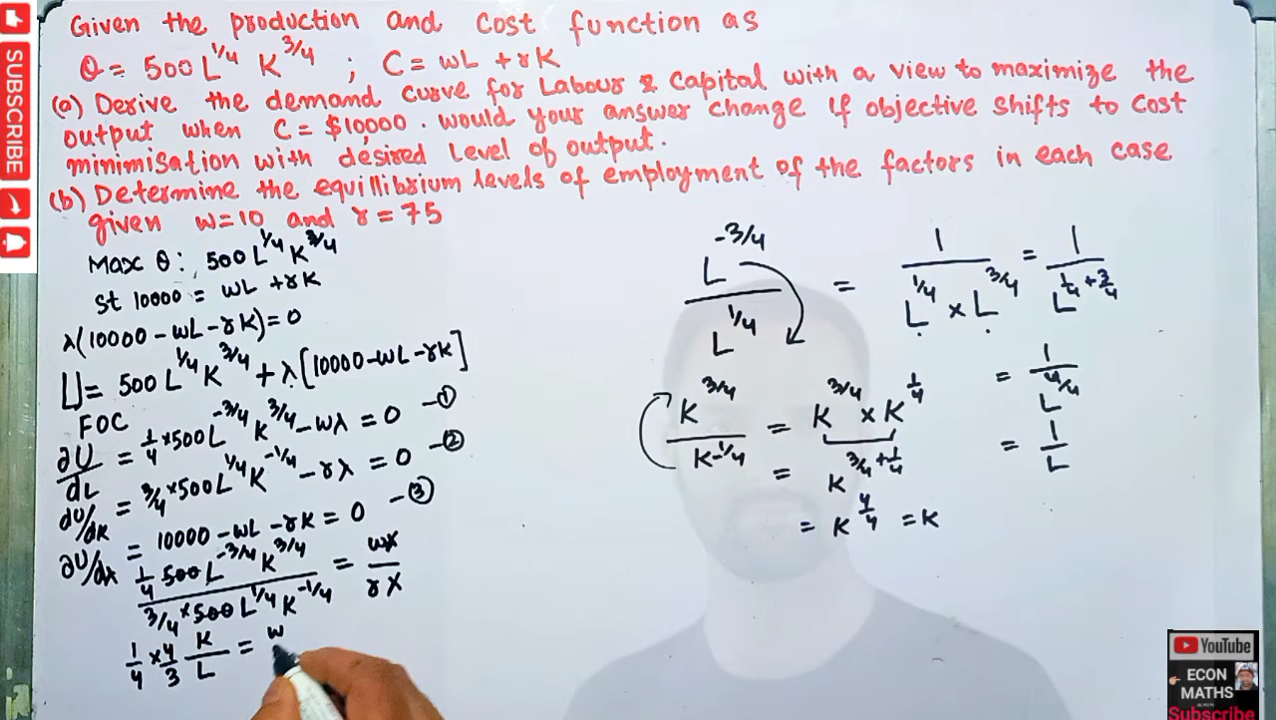 SUBSCRIBE
Given the production and cost function as
Q = 500 L^1/4 K^3/4 ; C = wL + rK
(a) Derive the demand curve for Labour & Capital with a view to maximize the
output when C = $10,000. would your answer change if objective shifts to cost
minimisation with desired Level of output.
(b) Determine the equillibrium levels of employment of the factors in each case
given w=10 and r = 75
Max Q : 500 L^1/4 K^3/4
st 10000 = wL + rK
λ(10000 - wL - rK) = 0
U = 500 L^1/4 K^3/4 + λ[10000 - wL - rK]
FOC
∂U/dL = 1/4 × 500 L^-3/4 K^3/4 - wλ = 0 - ①
dU/dK = 3/4 × 500 L^1/4 K^-1/4 - rλ = 0 - ②
∂U/dλ = 10000 - wL - rK = 0 - ③
1/4 500 L^-3/4 K^3/4 / 3/4 × 500 L^1/4 K^-1/4 = wλ / rλ
1/4 × 4/3 K/L = w
L^-3/4 / L^1/4 = 1 / L^1/4 × L^3/4 = 1 / L^1/4+3/4
= 1 / L^4/4
= 1/L
K^3/4 / K^-1/4 = K^3/4 × K^1/4
= K^3/4+1/4
= K^4/4 = K
YouTube
ECON
MATHS
Subscribe